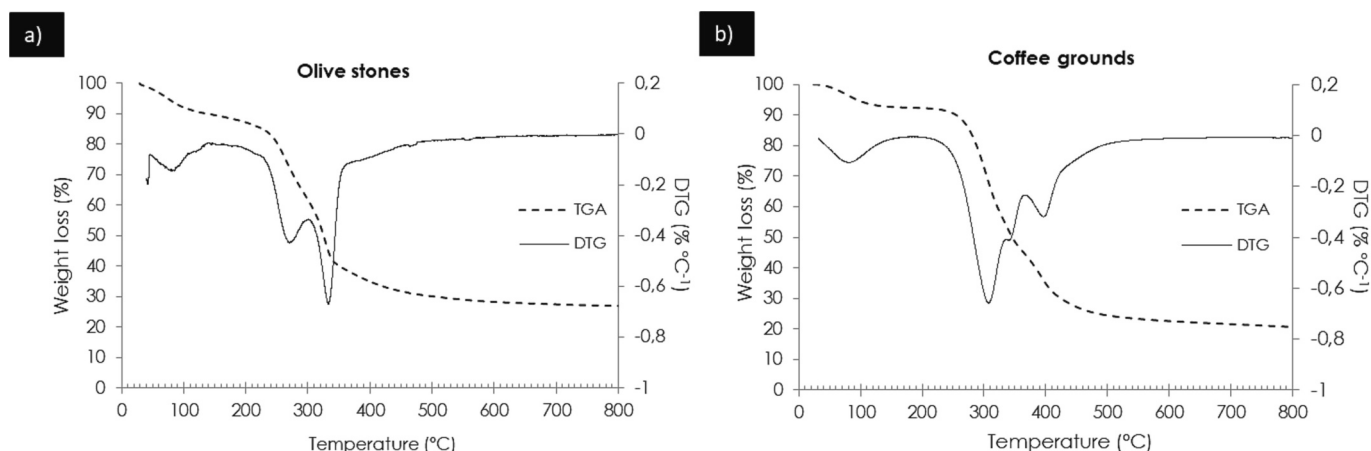 a)
Olive stones
100
90
80
70
60
50
40
30
20
10
0
Weight loss (%)
0 100 200 300 400 500 600 700 800
Temperature (ºC)
0,2
0
-0,2
-0,4
-0,6
-0,8
-1
DTG (% ºC-1)
TGA
DTG
b)
Coffee grounds
100
90
80
70
60
50
40
30
20
10
0
Weight loss (%)
0 100 200 300 400 500 600 700 800
Temperature (ºC)
0,2
0
-0,2
-0,4
-0,6
-0,8
-1
DTG (% ºC-1)
TGA
DTG